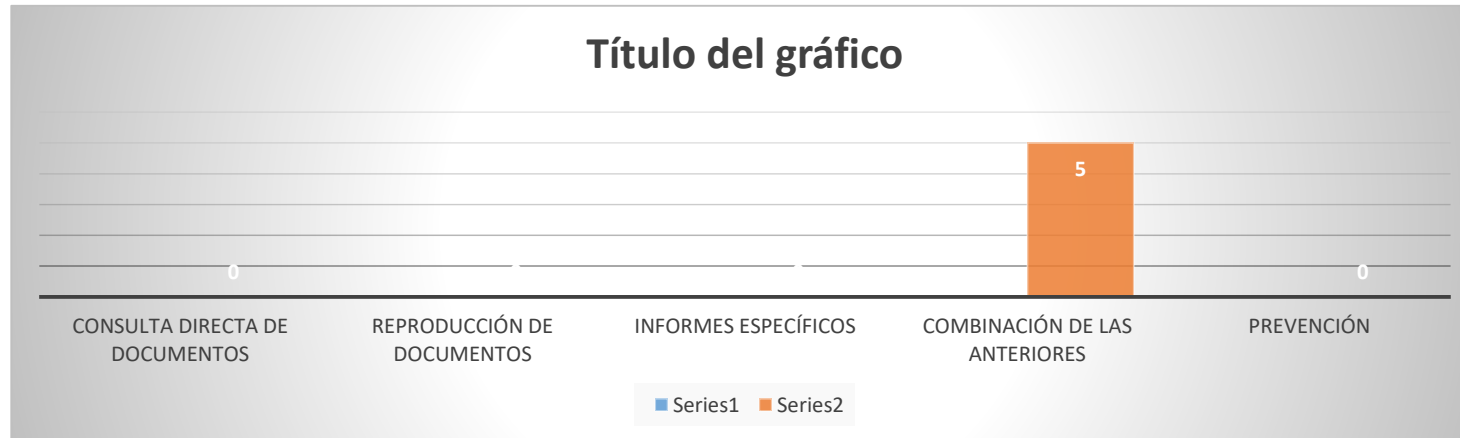 Título del gráfico
5
0
0
CONSULTA DIRECTA DE
DOCUMENTOS
REPRODUCCIÓN DE
DOCUMENTOS
INFORMES ESPECÍFICOS
COMBINACIÓN DE LAS
ANTERIORES
PREVENCIÓN
Series1 Series2